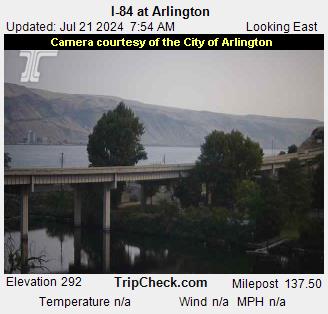 I-84 at Arlington
Updated: Jul 21 2024 7:54 AM Looking East
Camera courtesy of the City of Arlington
Elevation 292 TripCheck.com Milepost 137.50
Temperature n/a Wind n/a MPH n/a